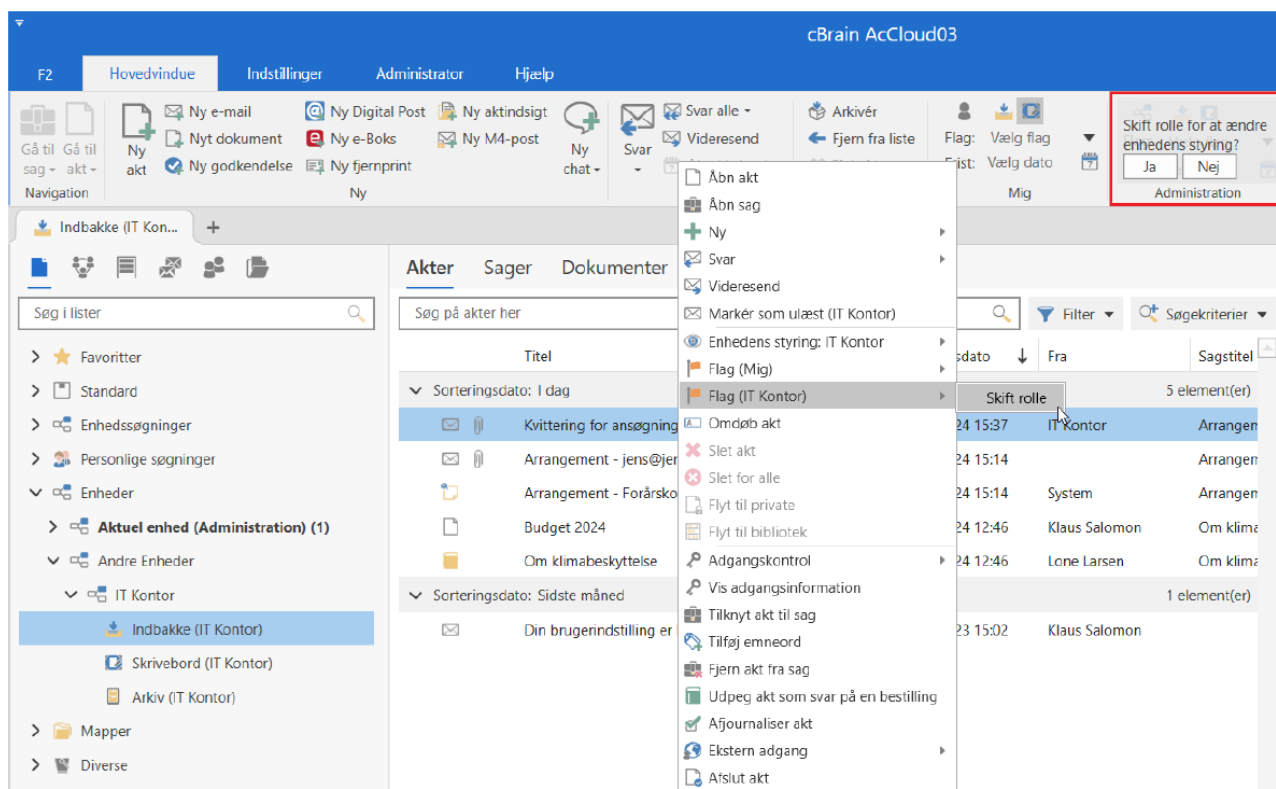 cBrain AcCloud03
F2 Hovedvindue Indstillinger Administrator Hjælp
Gå til sag
Gå til akt
Navigation
Ny akt
Ny e-mail
Nyt dokument
Ny godkendelse
Ny Digital Post
Ny e-Boks
Ny fjernprint
Ny aktindsigt
Ny M4-post
Ny chat
Ny
Svar
Svar alle
Videresend
Arkivér
Fjern fra liste
Flag: Vælg flag
Vælg dato
Mig
Skift rolle for at ændre
enhedens styring?
Ja Nej
Administration
Indbakke (IT Kon... +
Søg i lister
Favoritter
Standard
Enhedssøgninger
Personlige søgninger
Enheder
Aktuel enhed (Administration) (1)
Andre Enheder
IT Kontor
Indbakke (IT Kontor)
Skrivebord (IT Kontor)
Arkiv (IT Kontor)
Mapper
Diverse
Akter Sager Dokumenter
Søg på akter her
Filter Søgekriterier
Titel sdato Fra Sagstitel
Sorteringsdato: I dag 5 element(er)
Kvittering for ansøgning 24 15:37 IT Kontor Arrangem
Arrangement - jens@jer 24 15:14 Arrangem
Arrangement - Forårsko 24 15:14 System Arrangem
Budget 2024 24 12:46 Klaus Salomon Om klima
Om klimabeskyttelse 24 12:46 Lone Larsen Om klima
Sorteringsdato: Sidste måned 1 element(er)
Din brugerindstilling er 23 15:02 Klaus Salomon
Åbn akt
Åbn sag
Ny
Svar
Videresend
Markér som ulæst (IT Kontor)
Enhedens styring: IT Kontor
Flag (Mig)
Flag (IT Kontor)
Skift rolle
Omdøb akt
Slet akt
Slet for alle
Flyt til private
Flyt til bibliotek
Adgangskontrol
Vis adgangsinformation
Tilknyt akt til sag
Tilføj emneord
Fjern akt fra sag
Udpeg akt som svar på en bestilling
Afjournaliser akt
Ekstern adgang
Afslut akt